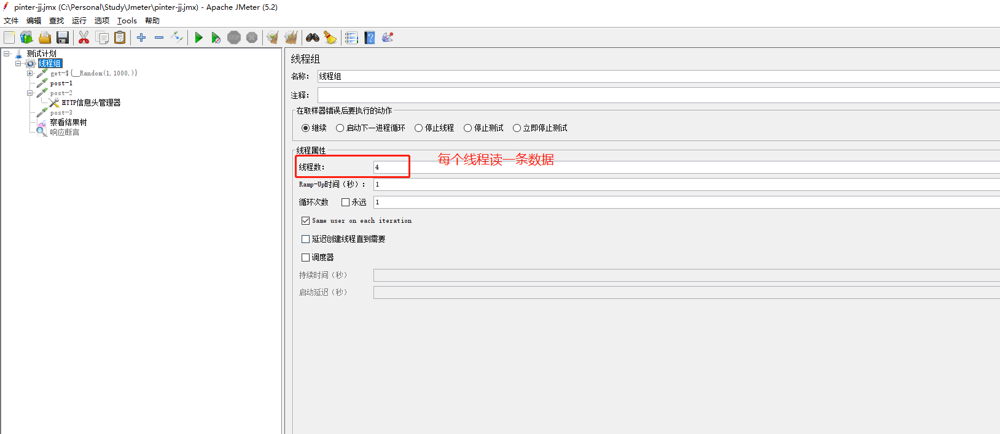 pinter-jj.jmx (C:\Personal\Study\Jmeter\pinter-jj.jmx) - Apache JMeter (5.2)
文件 编辑 查找 运行 选项 Tools 帮助
STOP
测试计划
线程组
get-${__Random(1,1000,)}
post-1
post-2
HTTP信息头管理器
post-3
察看结果树
响应断言
线程组
名称： 线程组
注释：
在取样器错误后要执行的动作
继续 启动下一进程循环 停止线程 停止测试 立即停止测试
线程属性
每个线程读一条数据
线程数： 4
Ramp-Up时间（秒）： 1
循环次数 永远 1
Same user on each iteration
延迟创建线程直到需要
调度器
持续时间（秒）
启动延迟（秒）